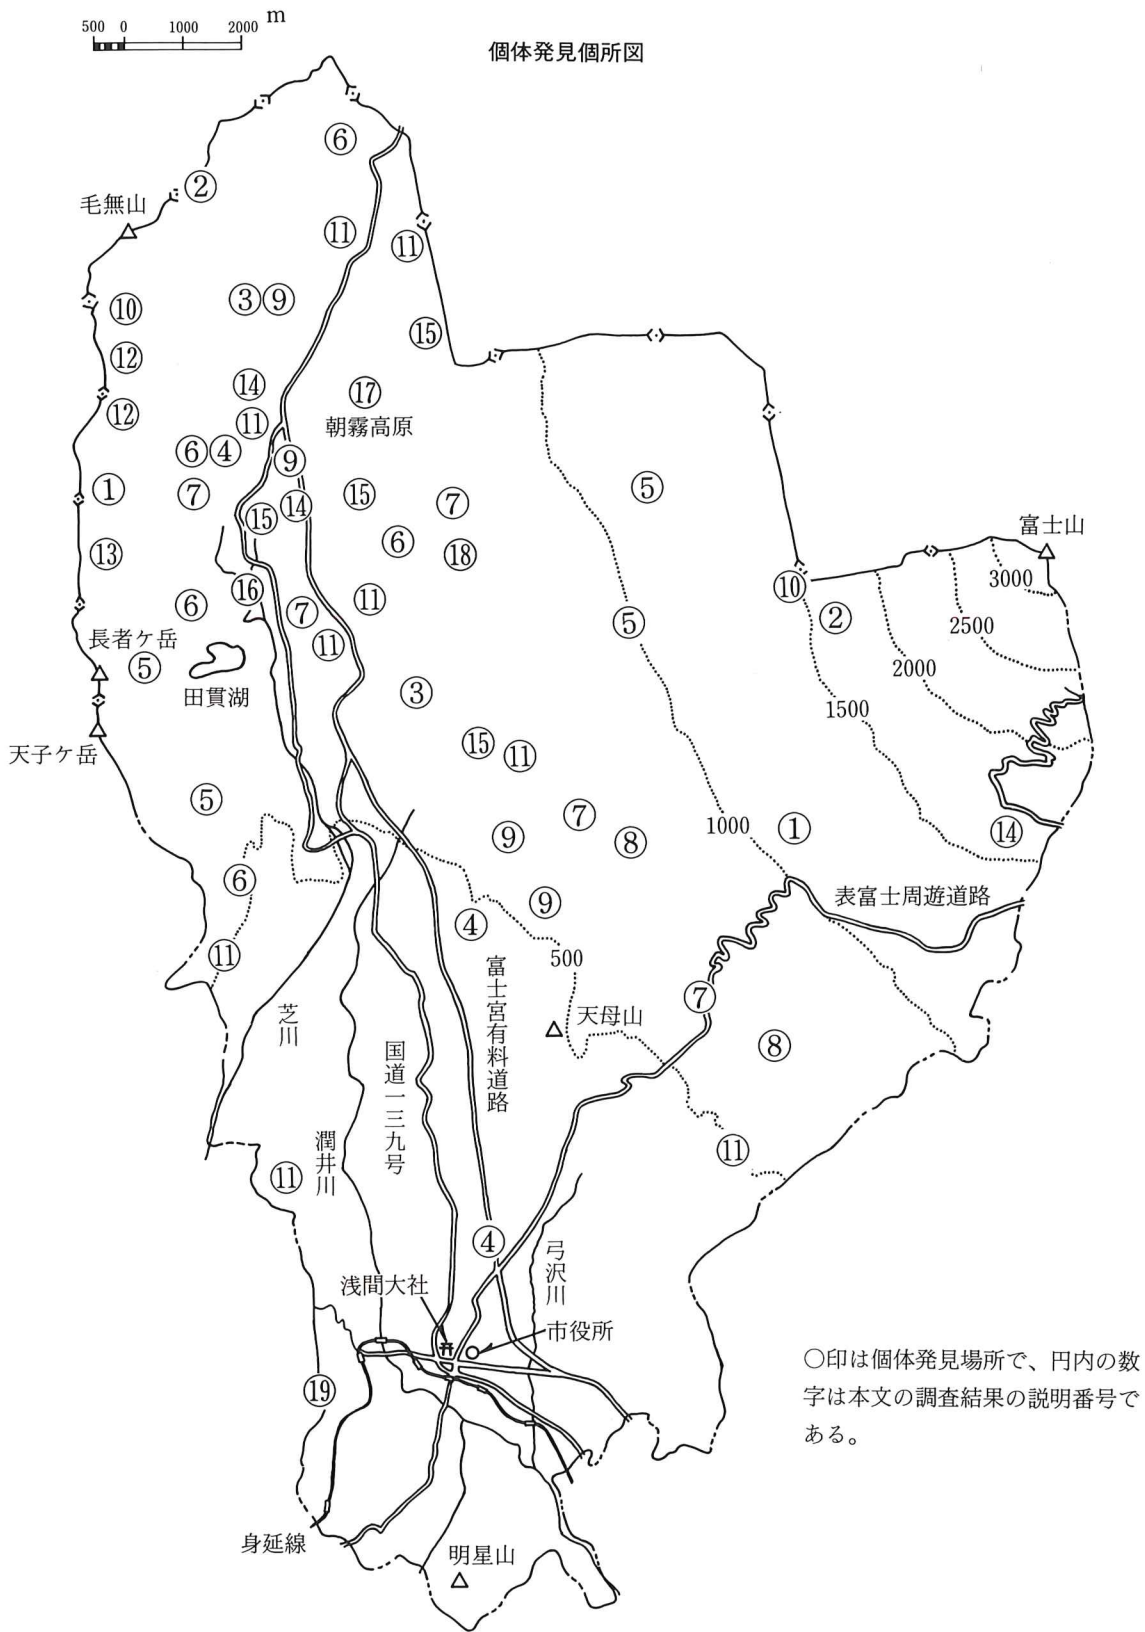 500 0 1000 2000 m
個体発見個所図
⑥
②
毛無山
⑪
⑪
③⑨
⑩
⑮
⑫
⑭
⑰
⑫
⑪
朝霧高原
⑥④
⑨
⑤
①
⑦
⑮
⑭
⑮
⑦
富士山
⑬
⑥
⑱
3000
⑯
⑩
⑥
⑦
⑪
⑤
②
2500
長者ケ岳
⑪
⑤
2000
田貫湖
③
1500
天子ケ岳
⑮
⑪
⑤
⑦
1000
①
⑨
⑧
⑭
⑥
表富士周遊道路
⑨
④
⑪
500
富士宮有料道路
⑦
芝川
天母山
国道一三九号
⑧
潤井川
⑪
⑪
④
弓沢川
浅間大社
市役所
⑲
〇印は個体発見場所で、円内の数
字は本文の調査結果の説明番号で
ある。
身延線
明星山